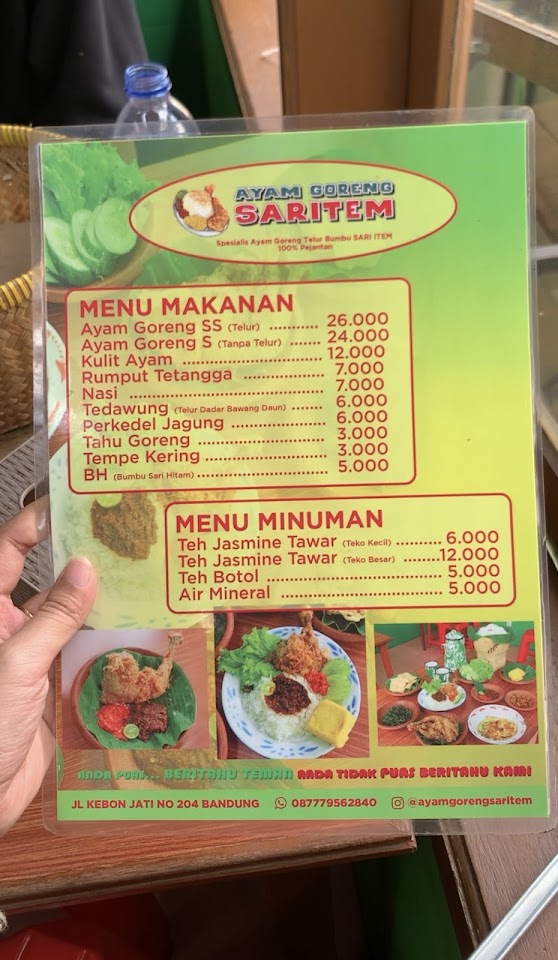 AYAM GORENG
SARITEM
Spesialis Ayam Goreng Telur Bumbu SARI ITEM
100% Pejantan
MENU MAKANAN
Ayam Goreng SS (Telur) ........... 26.000
Ayam Goreng S (Tanpa Telur) ....... 24.000
Kulit Ayam ................................ 12.000
Rumput Tetangga .................. 7.000
Nasi ........................................... 7.000
Tedawung (Telur Dadar Bawang Daun) ...... 6.000
Perkedel Jagung ..................... 6.000
Tahu Goreng ............................ 3.000
Tempe Kering ........................... 3.000
BH (Bumbu Sari Hitam) ............................ 5.000
MENU MINUMAN
Teh Jasmine Tawar (Teko Kecil) .......... 6.000
Teh Jasmine Tawar (Teko Besar) .......... 12.000
Teh Botol ..................................... 5.000
Air Mineral ................................... 5.000
ANDA PUAS... BERITAHU TEMAN ANDA TIDAK PUAS BERITAHU KAMI
JL KEBON JATI NO 204 BANDUNG 087779562840 @ayamgorengsaritem